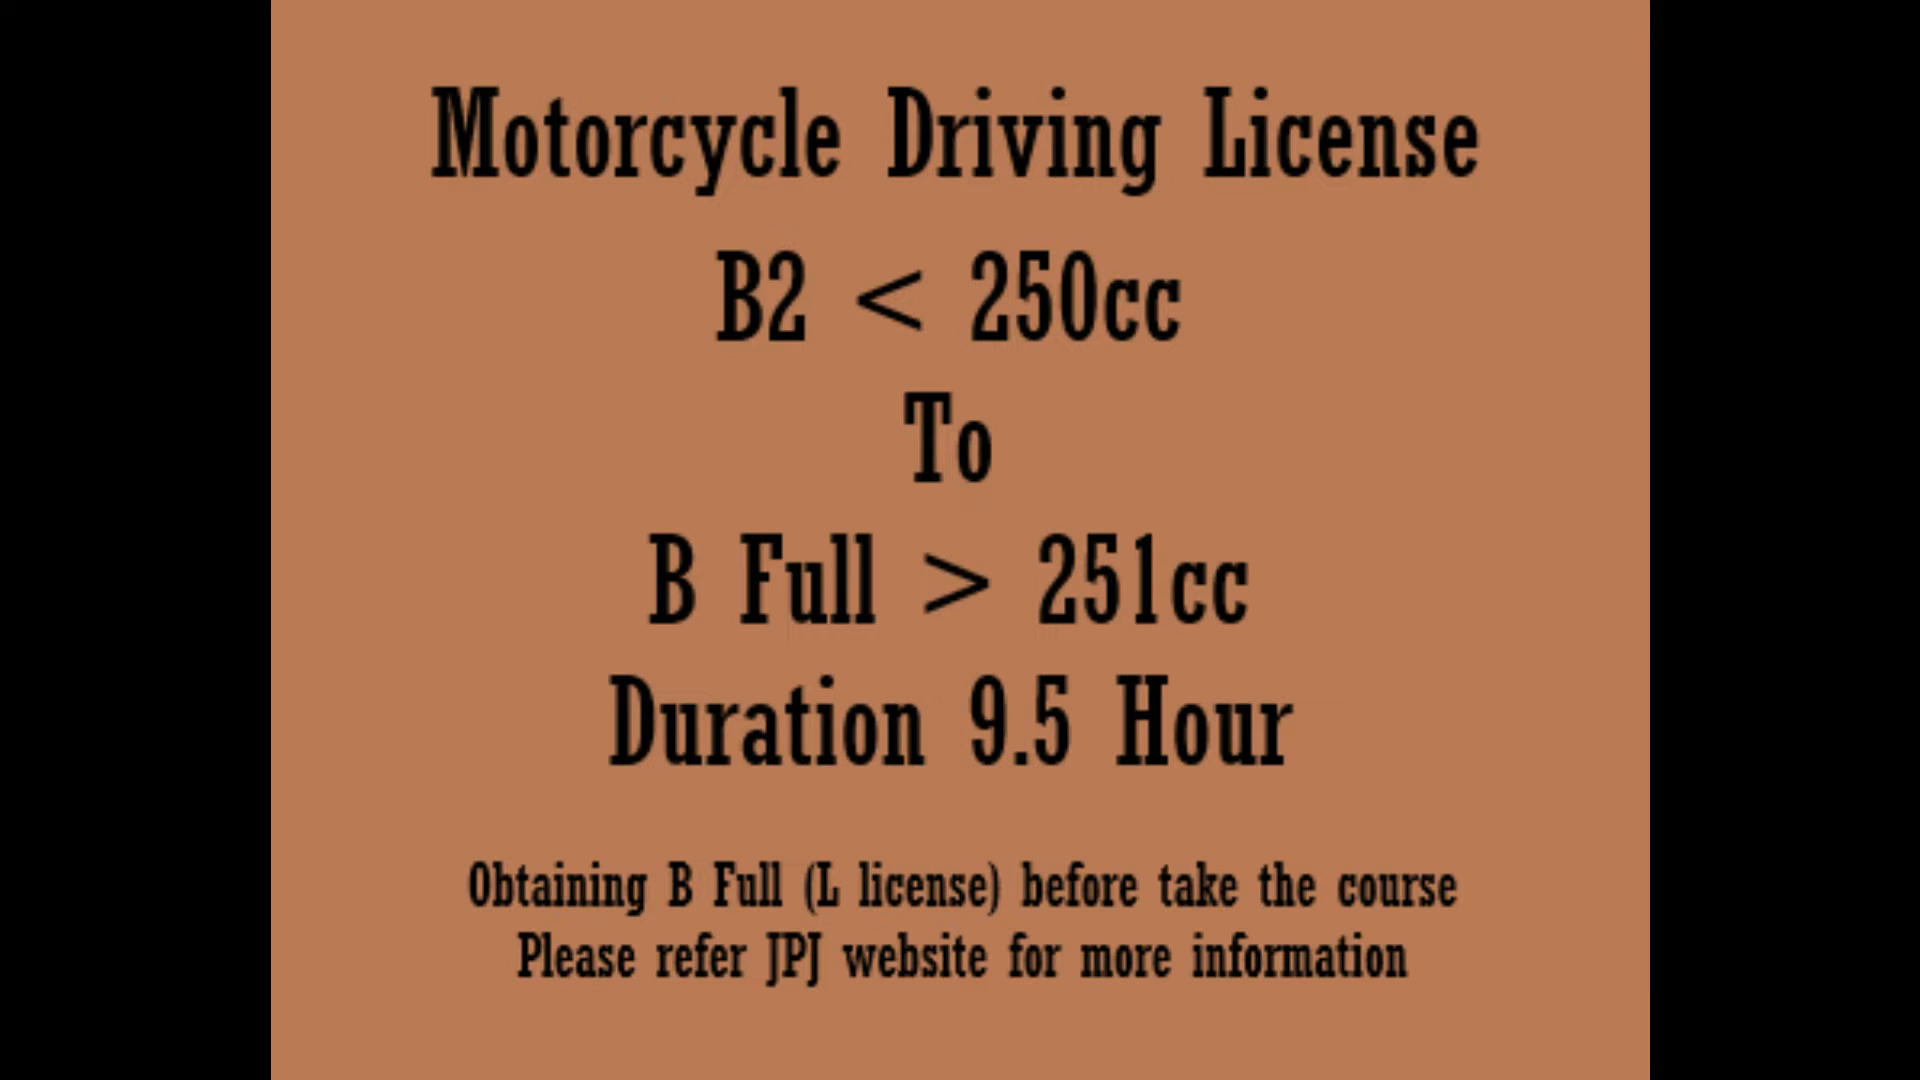 Motorcycle Driving License
B2 < 250cc
To
B Full > 251cc
Duration 9.5 Hour
Obtaining B Full (L license) before take the course
Please refer JPJ website for more information